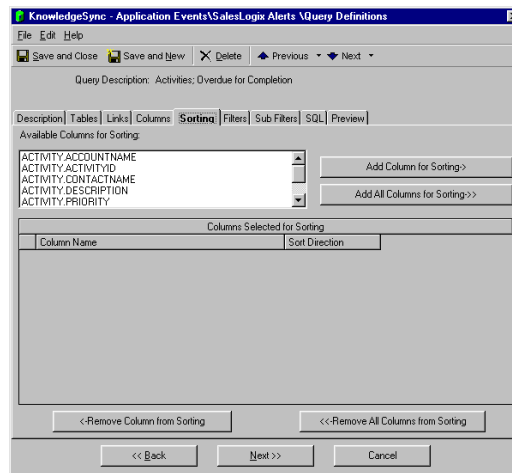 KnowledgeSync - Application Events\SalesLogix Alerts \Query Definitions
File Edit Help
Save and Close Save and New Delete Previous Next
Query Description: Activities; Overdue for Completion
Description Tables Links Columns Sorting Filters Sub Filters SQL Preview
Available Columns for Sorting:
ACTIVITY.ACCOUNTNAME
ACTIVITY.ACTIVITYID
ACTIVITY.CONTACTNAME
ACTIVITY.DESCRIPTION
ACTIVITY.PRIORITY
Add Column for Sorting->
Add All Columns for Sorting->>
Columns Selected for Sorting
Column Name Sort Direction
<-Remove Column from Sorting <<-Remove All Columns from Sorting
<< Back Next >> Cancel